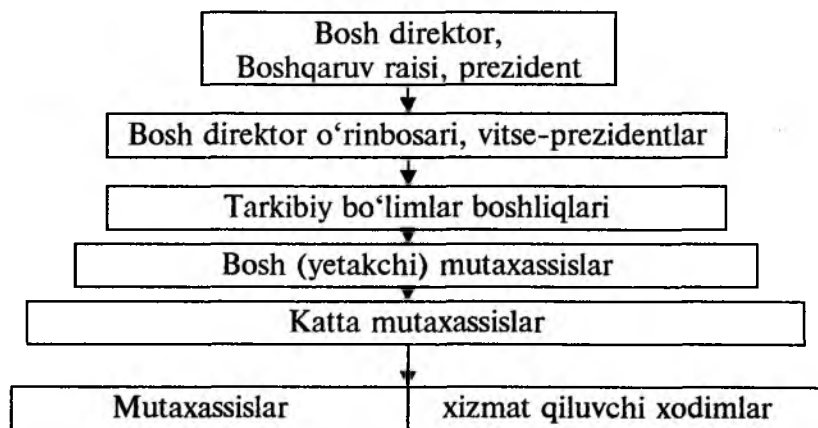 Bosh direktor,
Boshqaruv raisi, prezident
Bosh direktor o‘rinbosari, vitse-prezidentlar
Tarkibiy bo‘limlar boshliqlari
Bosh (yetakchi) mutaxassislar
Katta mutaxassislar
Mutaxassislar
xizmat qiluvchi xodimlar